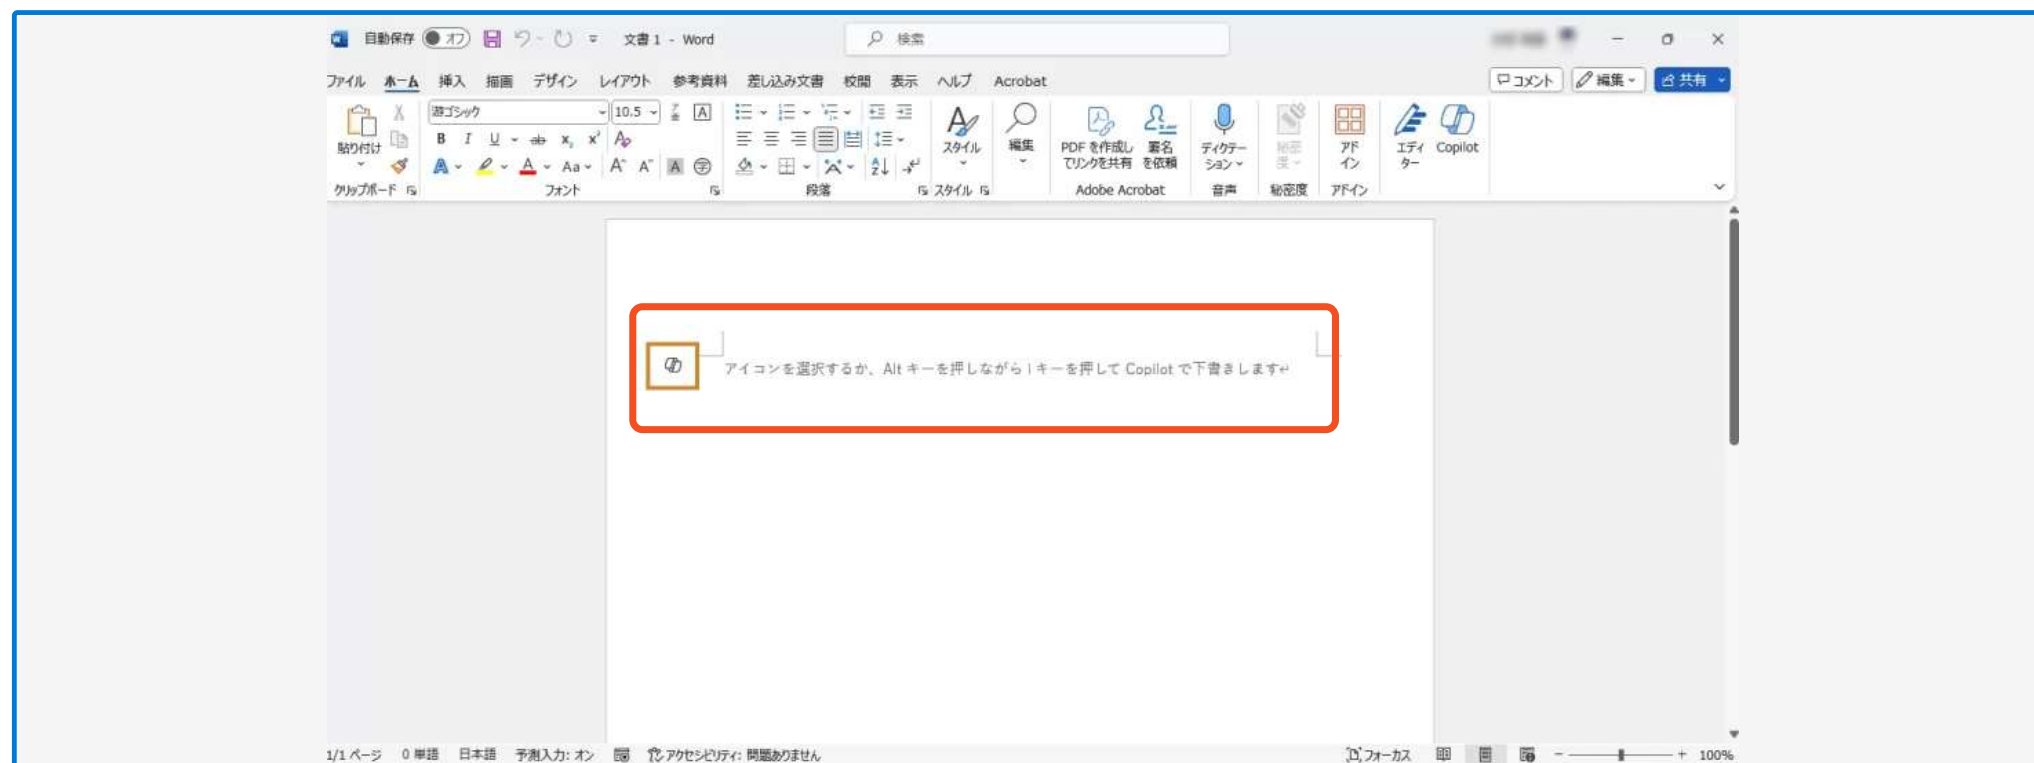 自動保存 オフ 文書 1 - Word 検索
ファイル ホーム 挿入 描画 デザイン レイアウト 参考資料 差し込み文書 校閲 表示 ヘルプ Acrobat コメント 編集 共有
貼り付け
游ゴシック 10.5
B I U ab x₂ x²
A A Aa A A A 字
スタイル
編集
PDF を作成し
てリンクを共有
署名
を依頼
ディクテー
ション
秘密
度
アド
イン
エディ
ター
Copilot
クリップボード フォント 段落 スタイル Adobe Acrobat 音声 秘密度 アドイン
アイコンを選択するか、Alt キーを押しながら I キーを押して Copilot で下書きします↵
1/1 ページ 0 単語 日本語 予測入力: オン アクセシビリティ: 問題ありません フォーカス - + 100%